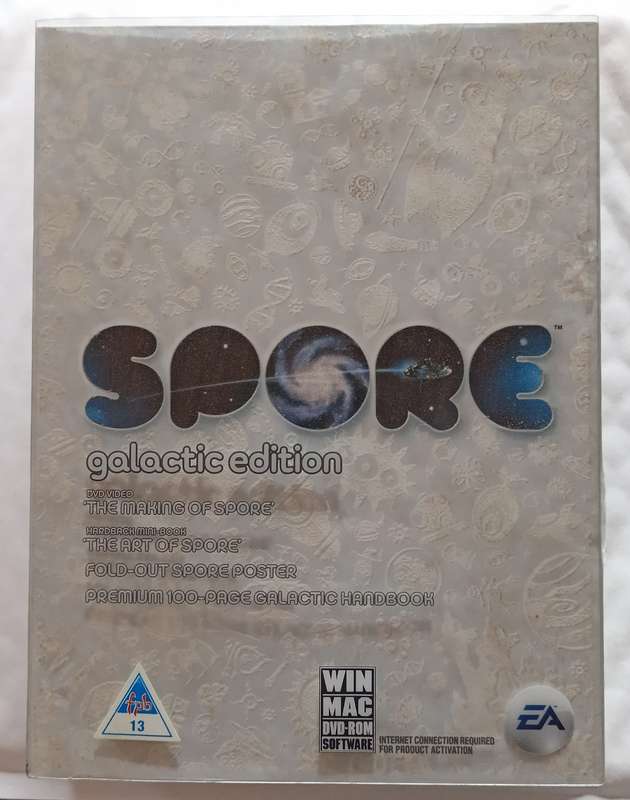 SPORE™
galactic edition
DVD VIDEO
'THE MAKING OF SPORE'
HARDBACK MINI-BOOK
'THE ART OF SPORE'
FOLD-OUT SPORE POSTER
PREMIUM 100-PAGE GALACTIC HANDBOOK
fpb
13
WIN
MAC
DVD-ROM
SOFTWARE
INTERNET CONNECTION REQUIRED
FOR PRODUCT ACTIVATION
EA